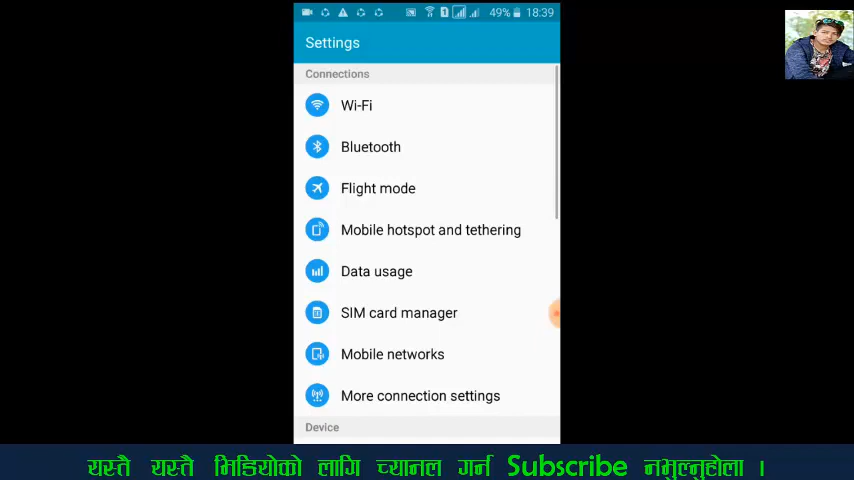 49% 18:39
Settings
Connections
Wi-Fi
Bluetooth
Flight mode
Mobile hotspot and tethering
Data usage
SIM card manager
Mobile networks
More connection settings
Device
यस्तै यस्तै भिडियोको लागि च्यानल गर्न Subscribe नभुल्नुहोला ।